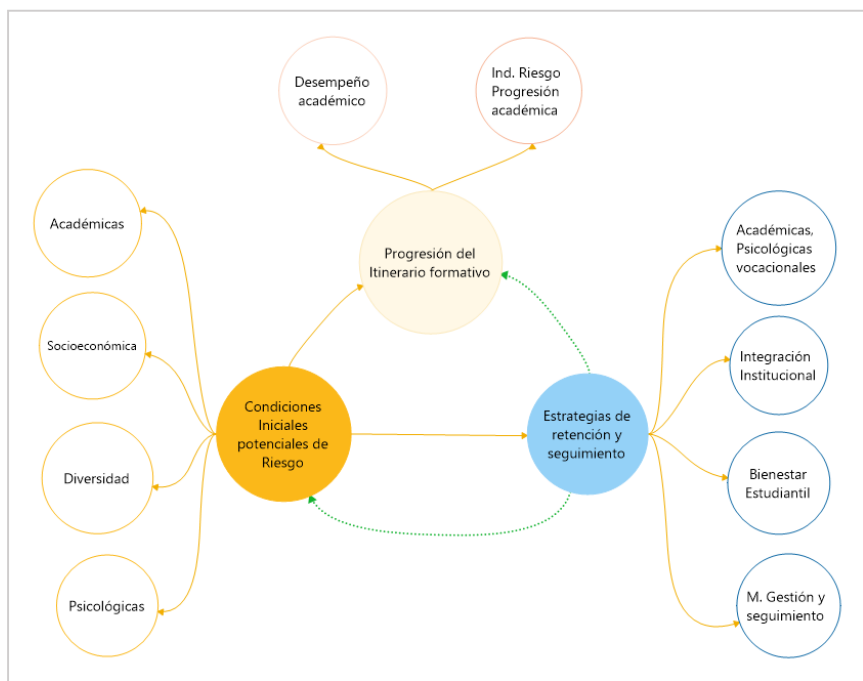 Desempeño
académico
Ind. Riesgo
Progresión
académica
Progresión del
Itinerario formativo
Académicas
Socioeconómica
Diversidad
Psicológicas
Condiciones
Iniciales
potenciales de
Riesgo
Estrategias de
retención y
seguimiento
Académicas,
Psicológicas
vocacionales
Integración
Institucional
Bienestar
Estudiantil
M. Gestión y
seguimiento